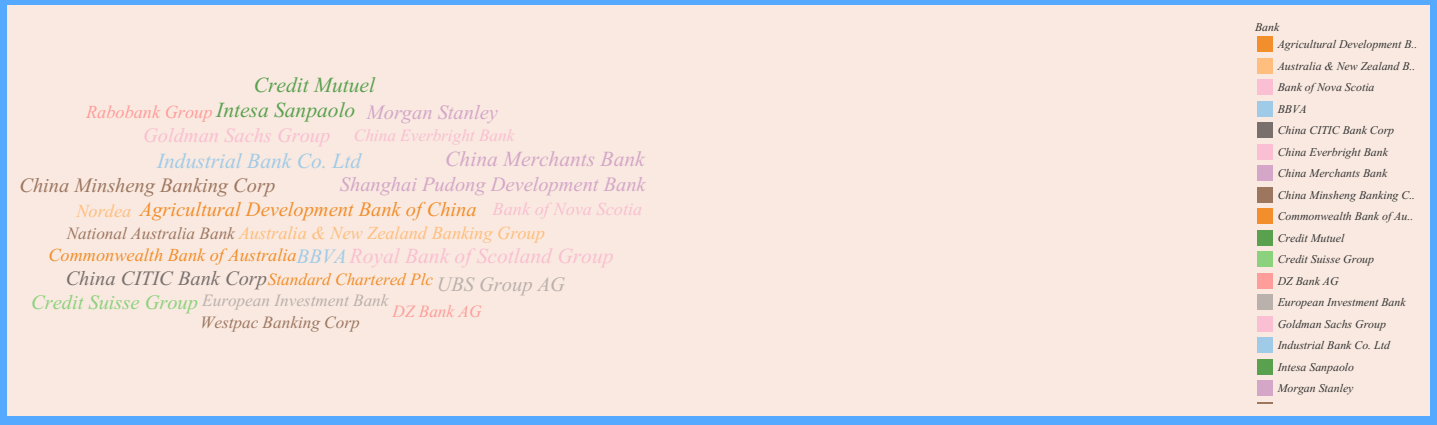 Credit Mutuel
Rabobank Group Intesa Sanpaolo Morgan Stanley
Goldman Sachs Group China Everbright Bank
Industrial Bank Co. Ltd China Merchants Bank
China Minsheng Banking Corp Shanghai Pudong Development Bank
Nordea Agricultural Development Bank of China Bank of Nova Scotia
National Australia Bank Australia & New Zealand Banking Group
Commonwealth Bank of Australia BBVA Royal Bank of Scotland Group
China CITIC Bank Corp Standard Chartered Plc UBS Group AG
Credit Suisse Group European Investment Bank DZ Bank AG
Westpac Banking Corp
Bank
Agricultural Development B..
Australia & New Zealand B..
Bank of Nova Scotia
BBVA
China CITIC Bank Corp
China Everbright Bank
China Merchants Bank
China Minsheng Banking C..
Commonwealth Bank of Au..
Credit Mutuel
Credit Suisse Group
DZ Bank AG
European Investment Bank
Goldman Sachs Group
Industrial Bank Co. Ltd
Intesa Sanpaolo
Morgan Stanley